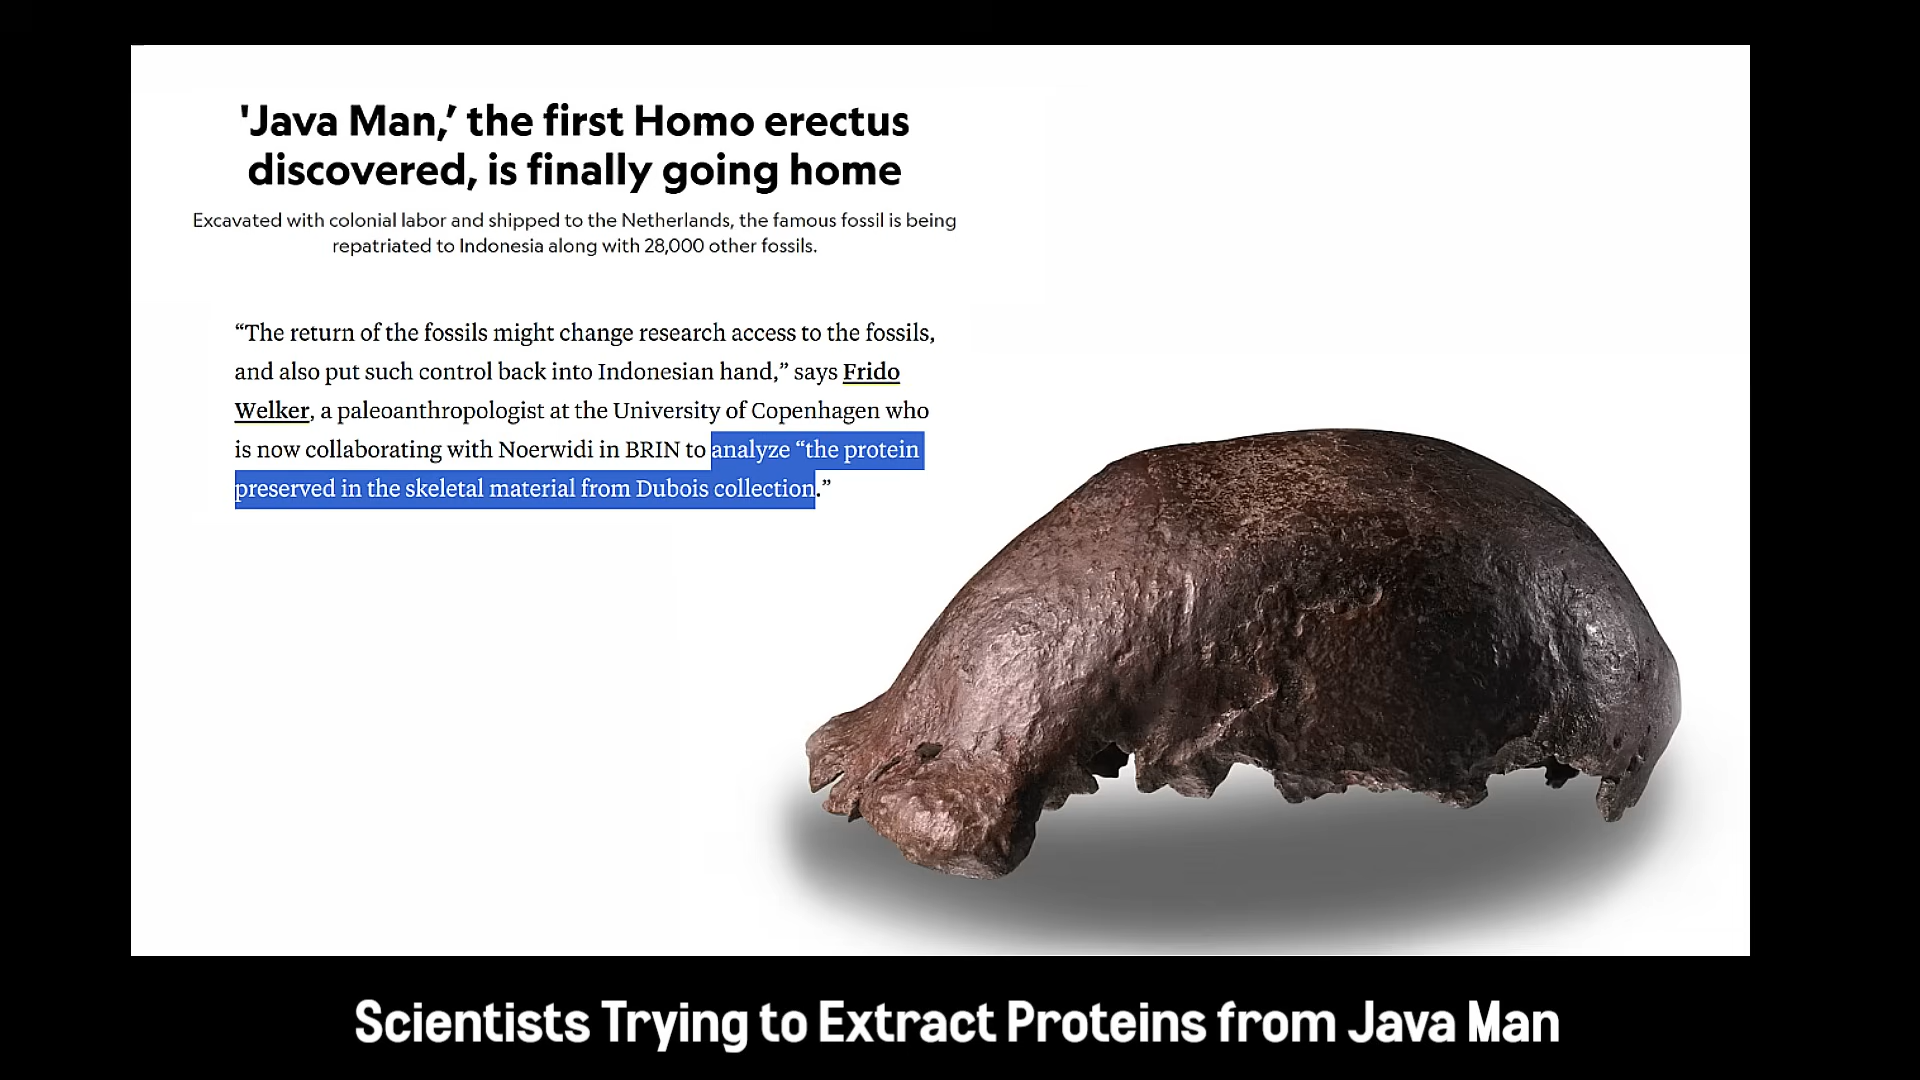 'Java Man,’ the first Homo erectus
discovered, is finally going home
Excavated with colonial labor and shipped to the Netherlands, the famous fossil is being
repatriated to Indonesia along with 28,000 other fossils.
“The return of the fossils might change research access to the fossils,
and also put such control back into Indonesian hand,” says Frido
Welker, a paleoanthropologist at the University of Copenhagen who
is now collaborating with Noerwidi in BRIN to analyze “the protein
preserved in the skeletal material from Dubois collection.”
Scientists Trying to Extract Proteins from Java Man